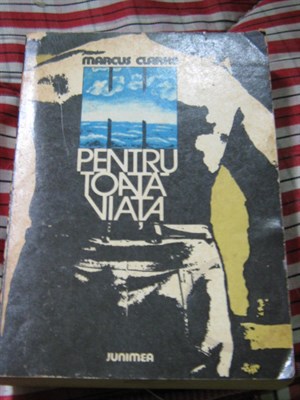 MARCUS CLARKE
PENTRU
TOATĂ
VIAȚA
JUNIMEA